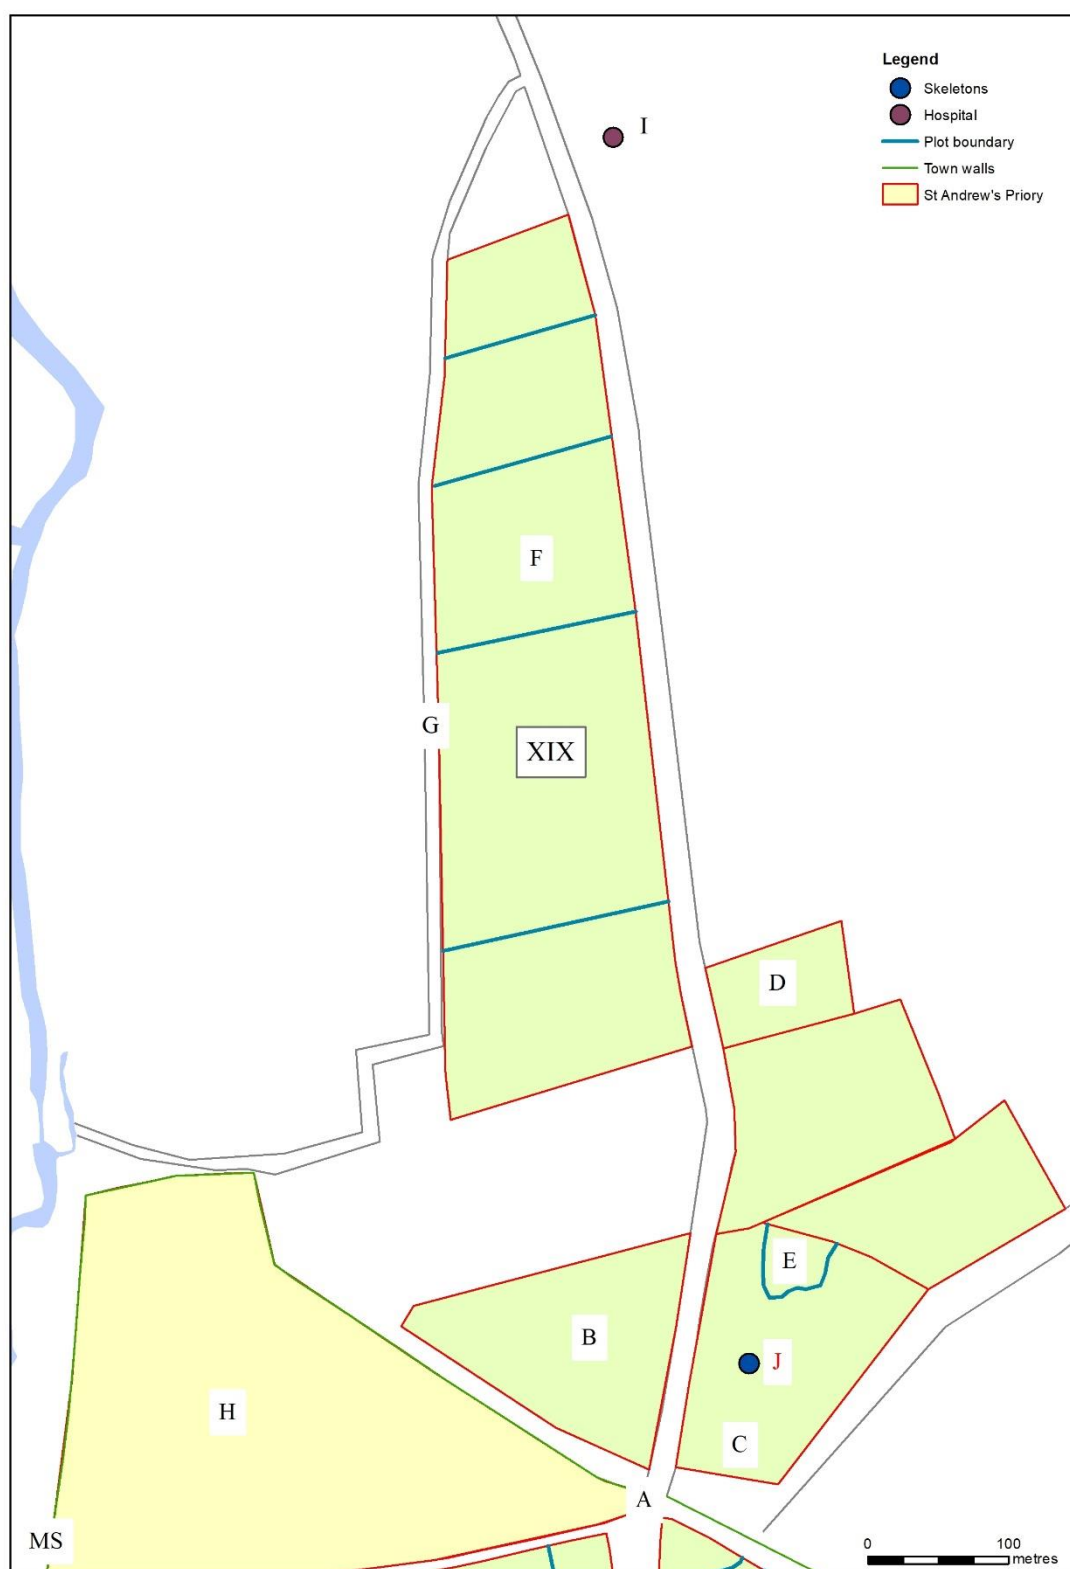 Legend
Skeletons
Hospital
Plot boundary
Town walls
St Andrew's Priory
I
F
G
XIX
D
E
B
J
H
C
A
MS
0 100
metres